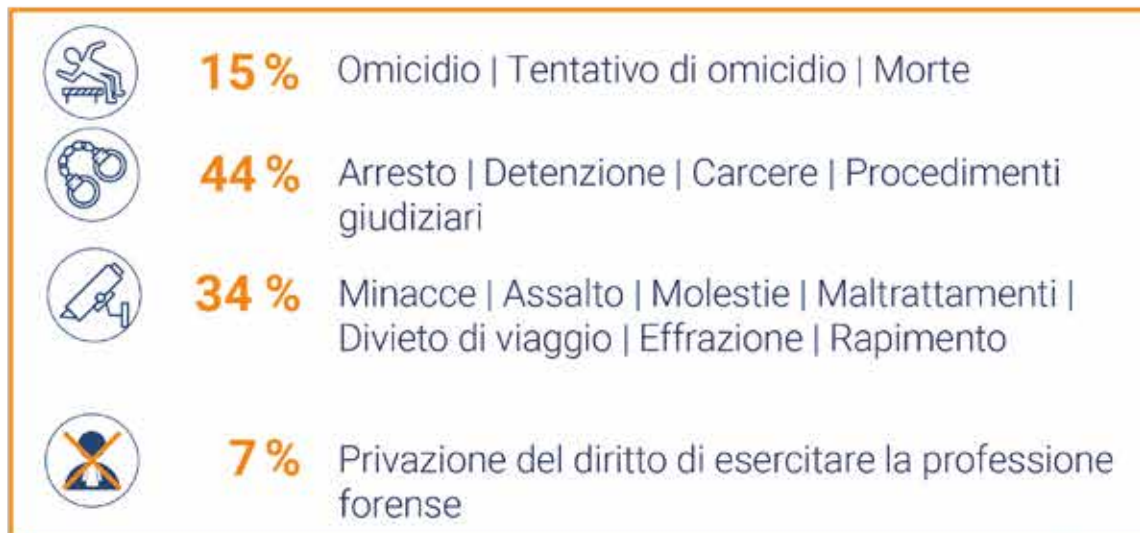 15 % Omicidio | Tentativo di omicidio | Morte
44 % Arresto | Detenzione | Carcere | Procedimenti
giudiziari
34 % Minacce | Assalto | Molestie | Maltrattamenti |
Divieto di viaggio | Effrazione | Rapimento
7 % Privazione del diritto di esercitare la professione
forense